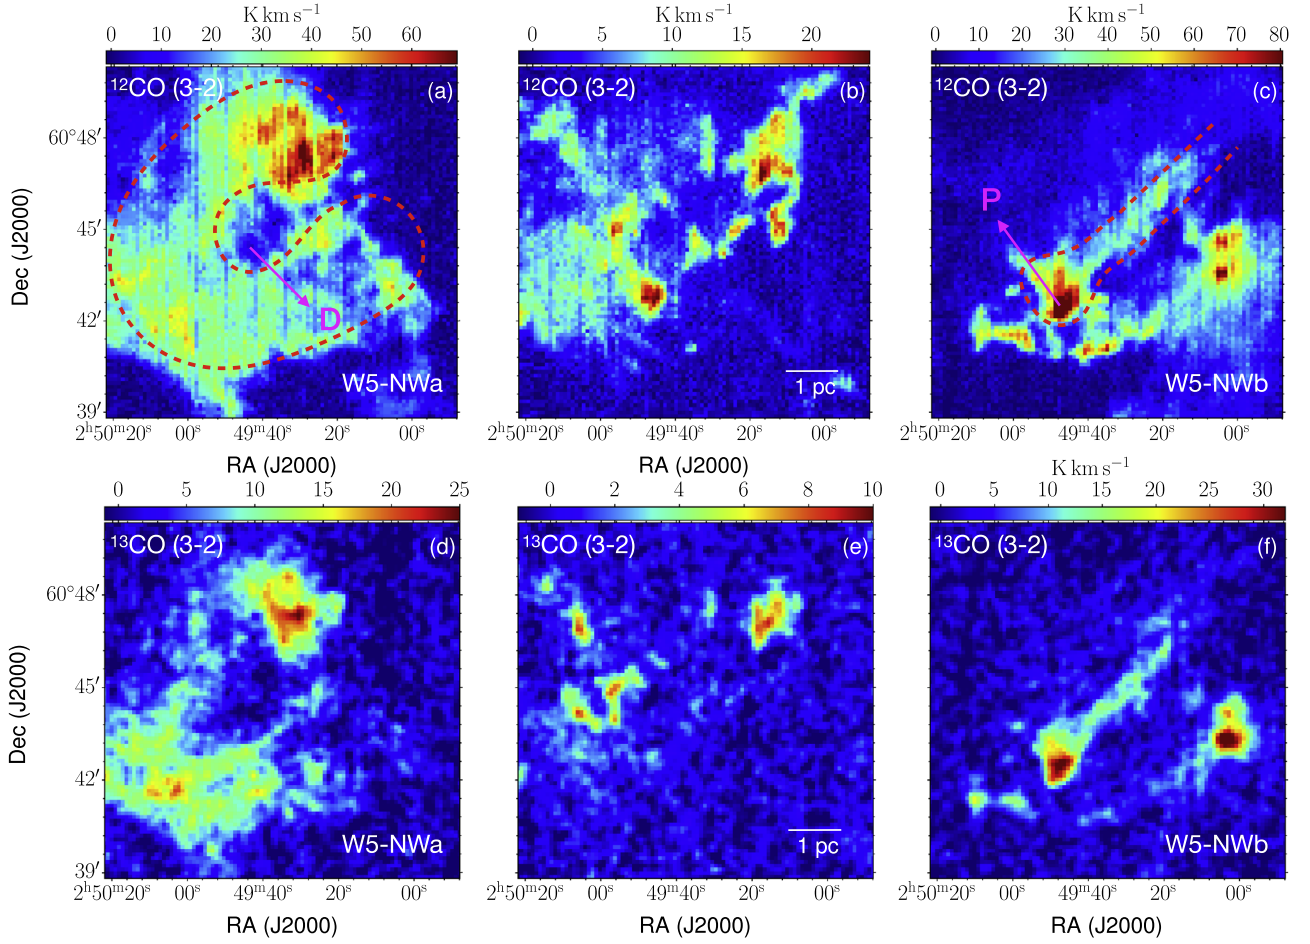 K km s⁻¹ K km s⁻¹ K km s⁻¹
0 10 20 30 40 50 60 0 5 10 15 20 0 10 20 30 40 50 60 70 80
¹²CO (3-2) (a) ¹²CO (3-2) (b) ¹²CO (3-2) (c)
60°48′
P
45′
D
42′
W5-NWa 1 pc W5-NWb
39′
Dec (J2000)
2ʰ50ᵐ20ˢ 00ˢ 49ᵐ40ˢ 20ˢ 00ˢ 2ʰ50ᵐ20ˢ 00ˢ 49ᵐ40ˢ 20ˢ 00ˢ 2ʰ50ᵐ20ˢ 00ˢ 49ᵐ40ˢ 20ˢ 00ˢ
RA (J2000) RA (J2000) RA (J2000)
K km s⁻¹
0 5 10 15 20 25 0 2 4 6 8 10 0 5 10 15 20 25 30
¹³CO (3-2) (d) ¹³CO (3-2) (e) ¹³CO (3-2) (f)
60°48′
45′
42′
W5-NWa 1 pc W5-NWb
39′
Dec (J2000)
2ʰ50ᵐ20ˢ 00ˢ 49ᵐ40ˢ 20ˢ 00ˢ 2ʰ50ᵐ20ˢ 00ˢ 49ᵐ40ˢ 20ˢ 00ˢ 2ʰ50ᵐ20ˢ 00ˢ 49ᵐ40ˢ 20ˢ 00ˢ
RA (J2000) RA (J2000) RA (J2000)